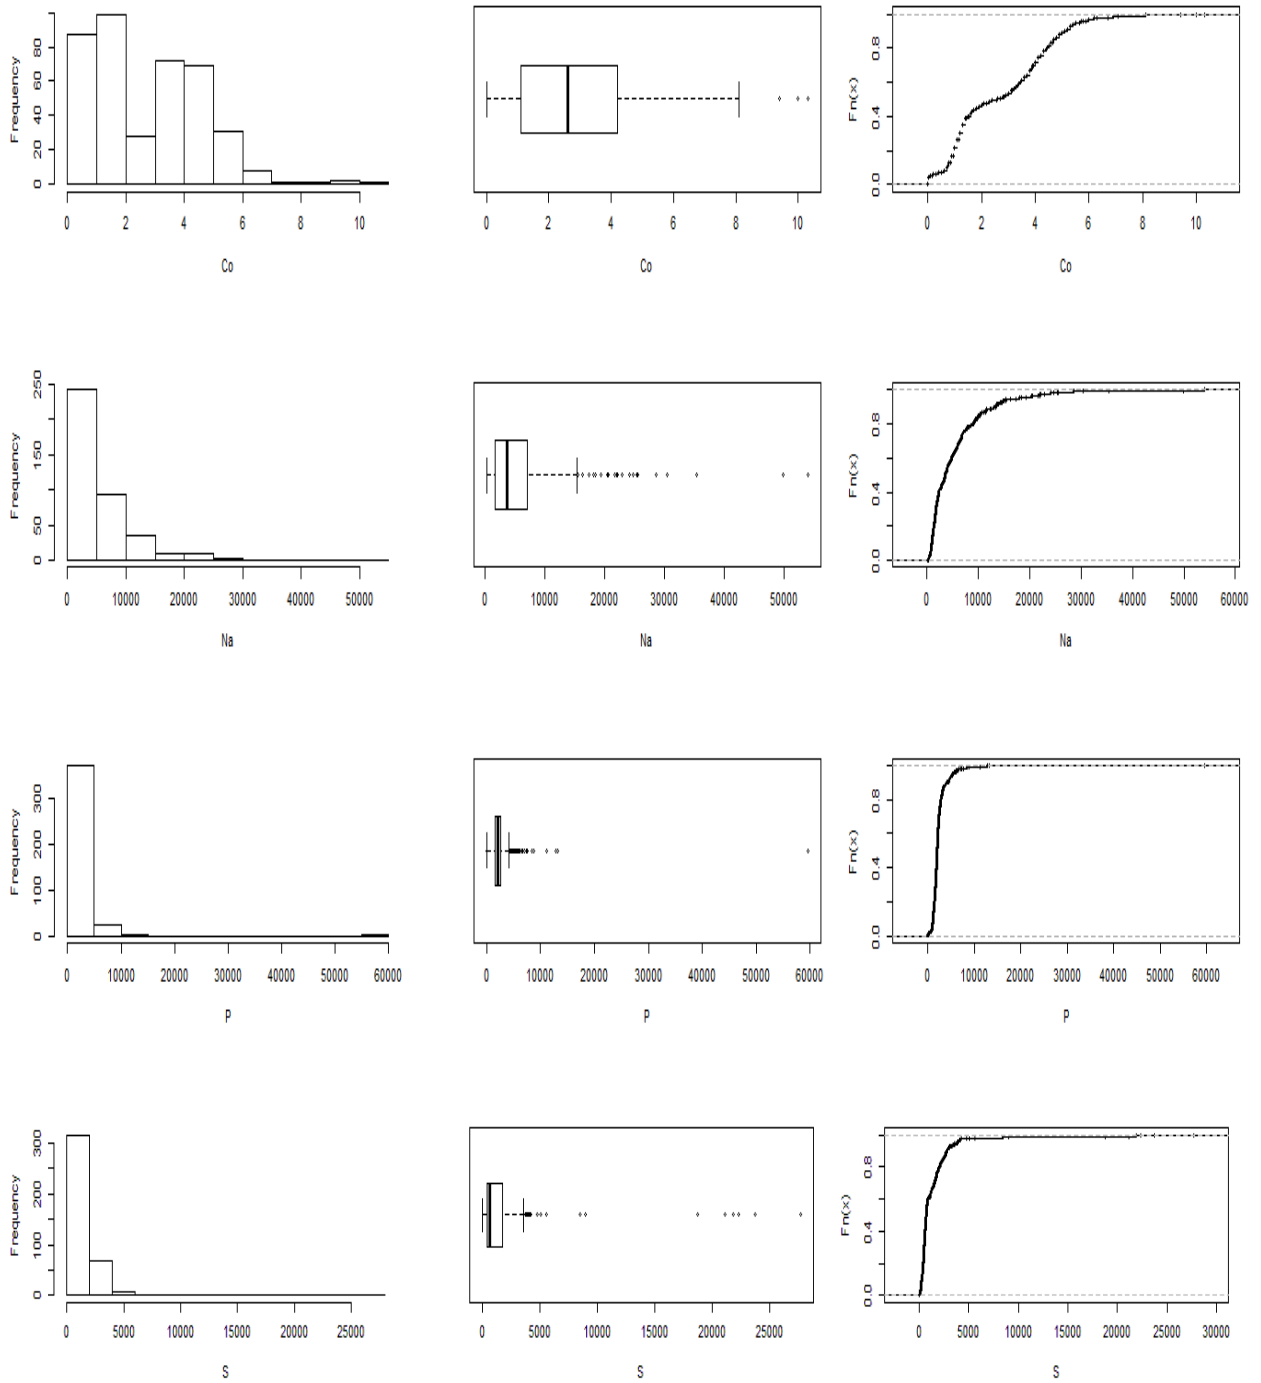 Frequency
0 20 40 60 80
0 2 4 6 8 10
Co
0 2 4 6 8 10
Co
Fn(x)
0.0 0.4 0.8
0 2 4 6 8 10
Co
Frequency
0 50 150 250
0 10000 20000 30000 40000 50000
Na
0 10000 20000 30000 40000 50000
Na
Fn(x)
0.0 0.4 0.8
0 10000 20000 30000 40000 50000 60000
Na
Frequency
0 100 200 300
0 10000 20000 30000 40000 50000 60000
P
0 10000 20000 30000 40000 50000 60000
P
Fn(x)
0.0 0.4 0.8
0 10000 20000 30000 40000 50000 60000
P
Frequency
0 100 200 300
0 5000 10000 15000 20000 25000
S
0 5000 10000 15000 20000 25000
S
Fn(x)
0.0 0.4 0.8
0 5000 10000 15000 20000 25000 30000
S